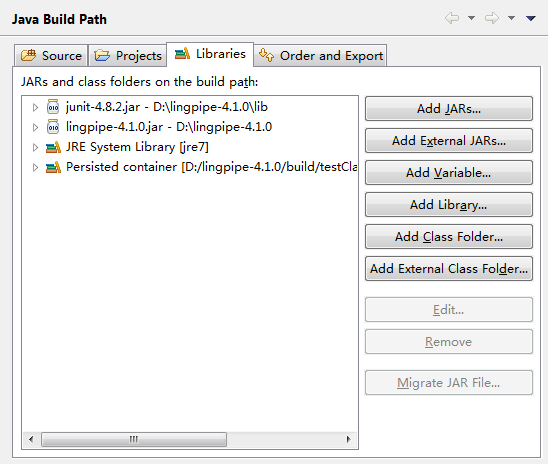 Java Build Path
Source
Projects
Libraries
Order and Export
JARs and class folders on the build path:
junit-4.8.2.jar - D:\lingpipe-4.1.0\lib
lingpipe-4.1.0.jar - D:\lingpipe-4.1.0
JRE System Library [jre7]
Persisted container [D:/lingpipe-4.1.0/build/testCla
Add JARs...
Add External JARs...
Add Variable...
Add Library...
Add Class Folder...
Add External Class Folder...
Edit...
Remove
Migrate JAR File...